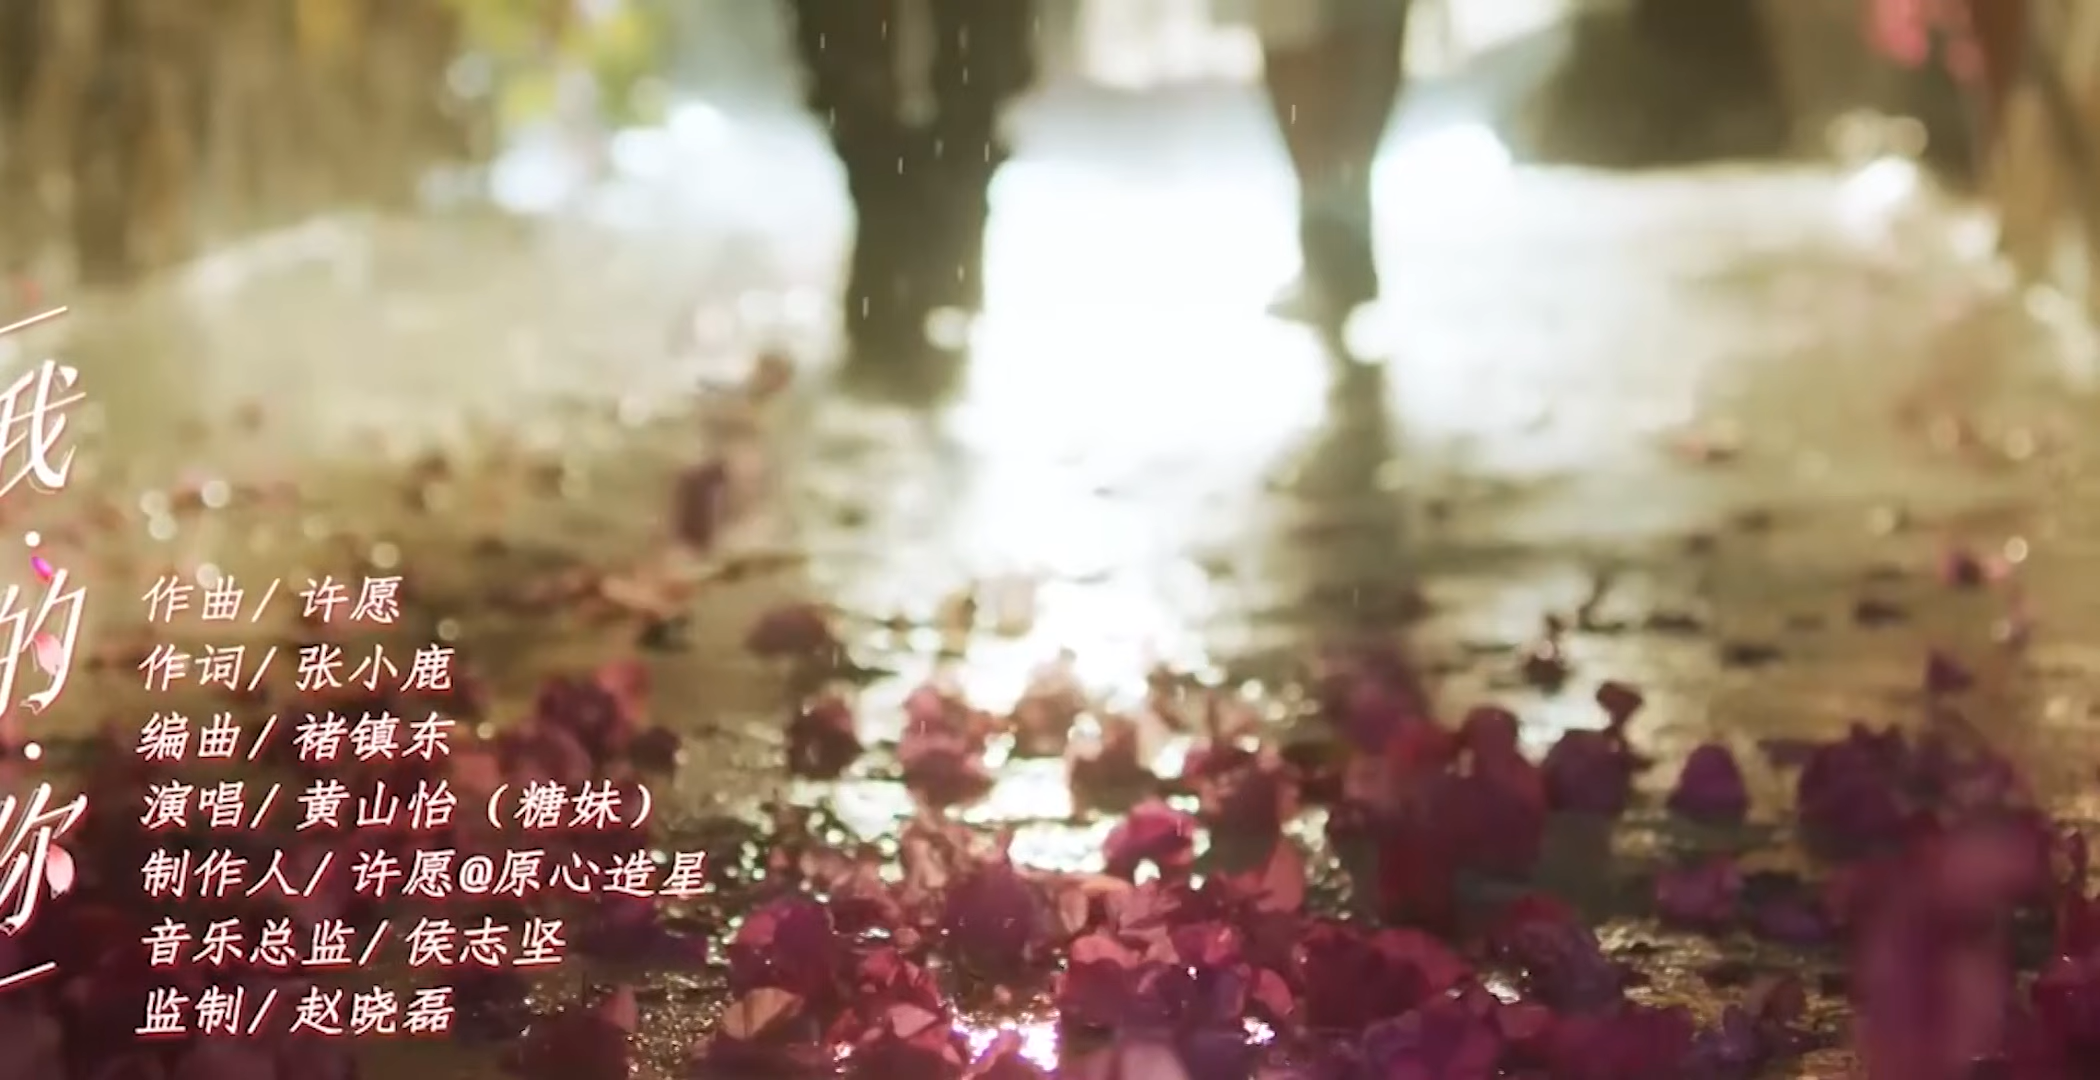 我·的·你
作曲/许愿
作词/张小鹿
编曲/褚镇东
演唱/黄山怡（糖妹）
制作人/许愿@原心造星
音乐总监/侯志坚
监制/赵晓磊